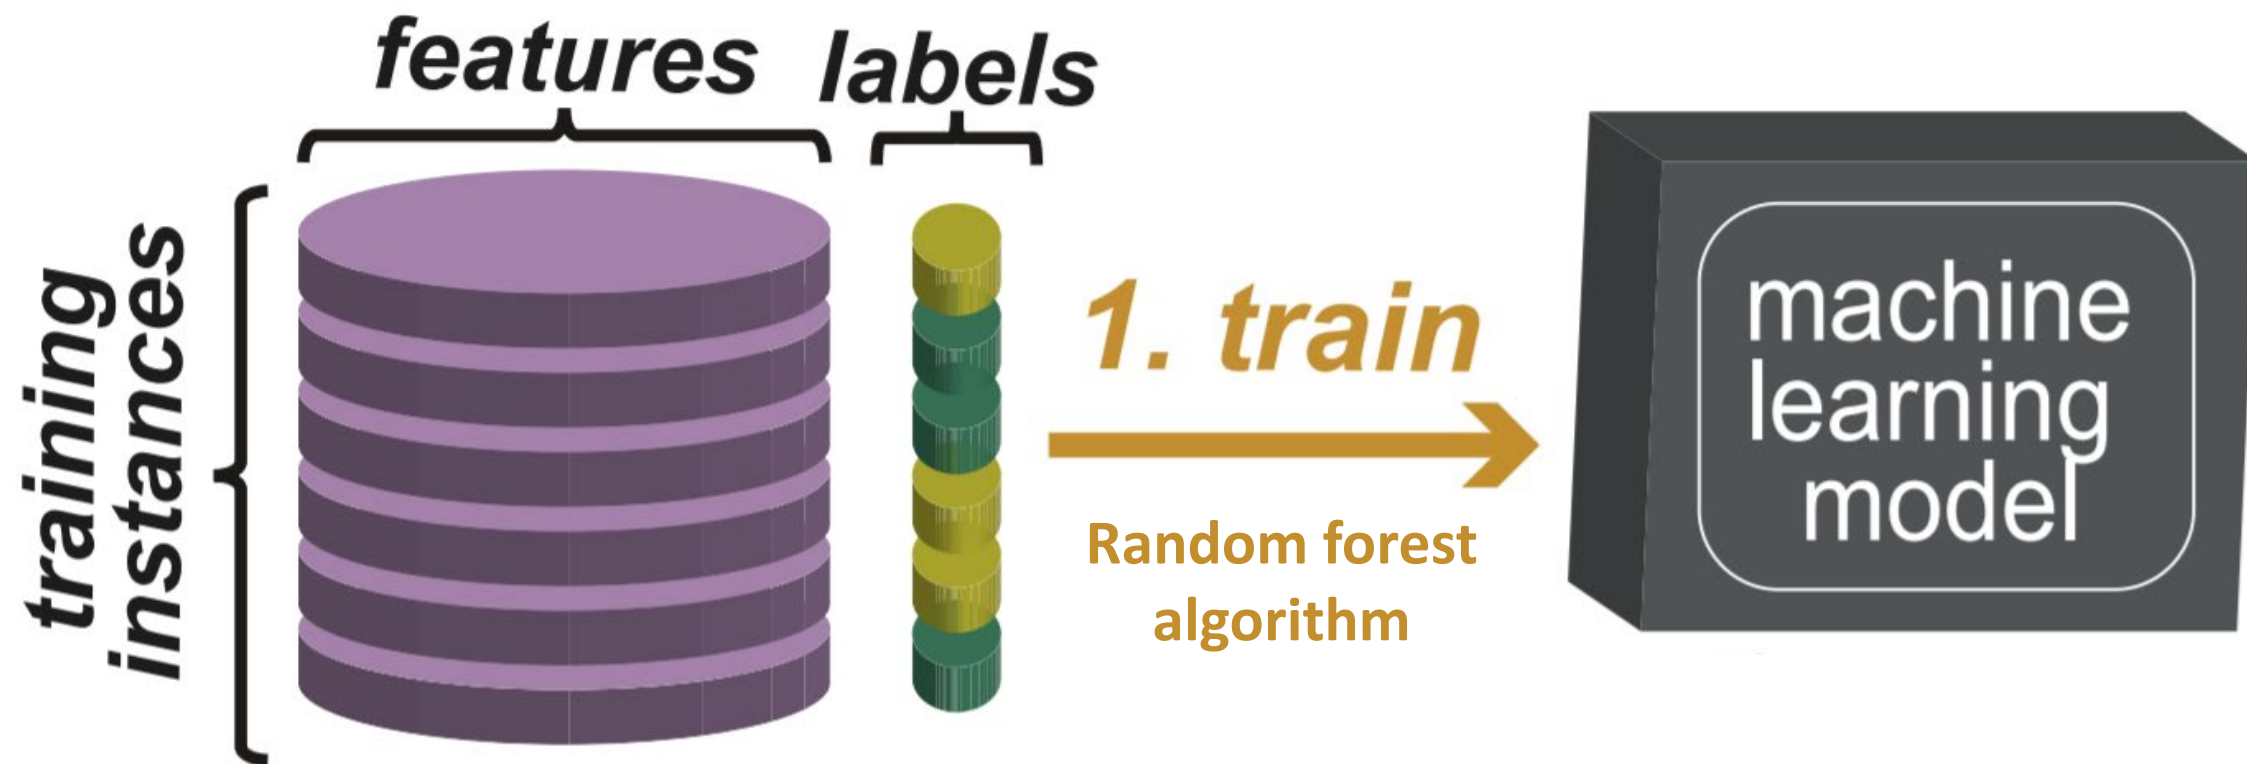 features
labels
training
instances
1. train
Random forest
algorithm
machine
learning
model